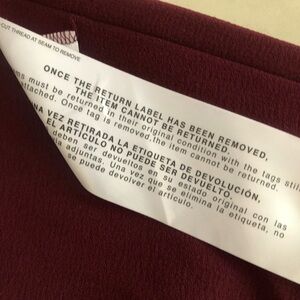 CUT THREAD AT SEAM TO REMOVE
ONCE THE RETURN LABEL HAS BEEN REMOVED,
THE ITEM CANNOT BE RETURNED.
ms must be returned in their original condition with the tags still
attached. Once tag is removed, the item cannot be returned.
NA VEZ RETIRADA LA ETIQUETA DE DEVOLUCIÓN,
EL ARTÍCULO NO PUEDE SER DEVUELTO.
deben ser devueltos en su estado original con las
adjuntas. Una vez que se elimina la etiqueta, no
se puede devolver el artículo.